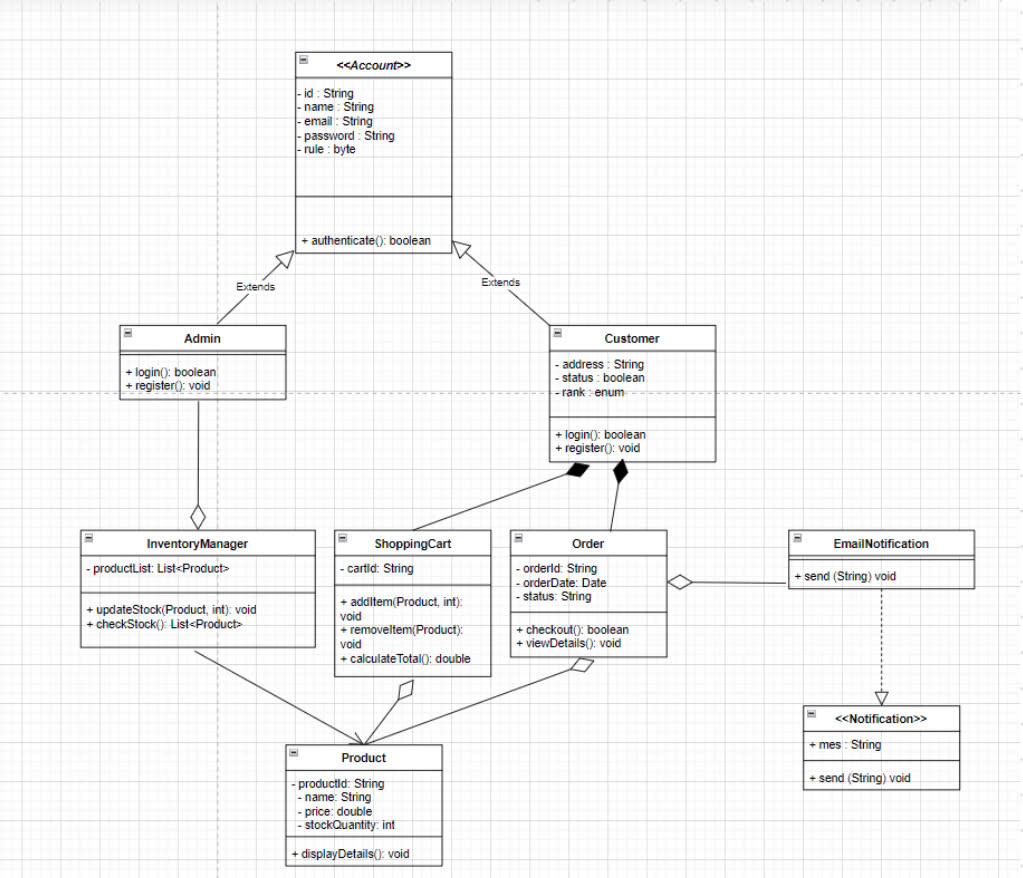 <<Account>>
- id : String
- name : String
- email : String
- password : String
- rule : byte
+ authenticate(): boolean
Extends
Extends
Admin
+ login(): boolean
+ register(): void
Customer
- address : String
- status : boolean
- rank : enum
+ login(): boolean
+ register(): void
InventoryManager
- productList: List<Product>
+ updateStock(Product, int): void
+ checkStock(): List<Product>
ShoppingCart
- cartId: String
+ addItem(Product, int):
void
+ removeItem(Product):
void
+ calculateTotal(): double
Order
- orderId: String
- orderDate: Date
- status: String
+ checkout(): boolean
+ viewDetails(): void
EmailNotification
+ send (String) void
<<Notification>>
+ mes : String
+ send (String) void
Product
- productId: String
- name: String
- price: double
- stockQuantity: int
+ displayDetails(): void